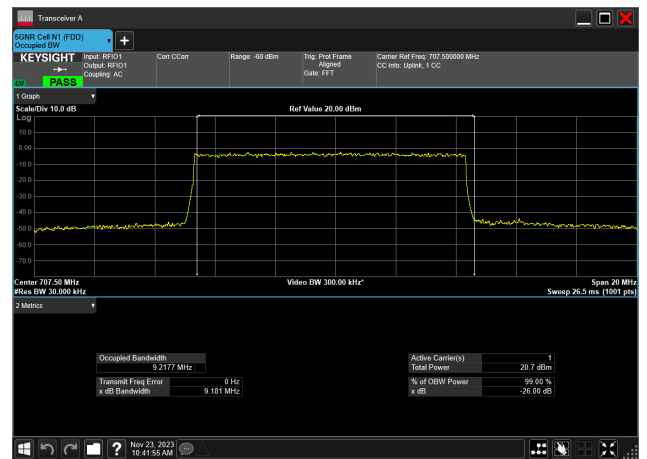 Transceiver A
5GNR Cell N1 (FDD)
Occupied BW
KEYSIGHT
PASS
Input: RFIO1
Output: RFIO1
Coupling: AC
Corr CCorr
Range: -60 dBm
Trig: Prot Frame
Aligned
Gate: FFT
Carrier Ref Freq: 707.500000 MHz
CC Info: Uplink, 1 CC
1 Graph
Scale/Div 10.0 dB
Ref Value 20.00 dBm
Log
10.0
0.00
-10.0
-20.0
-30.0
-40.0
-50.0
-60.0
-70.0
Center 707.50 MHz
Video BW 300.00 kHz*
Span 20 MHz
#Res BW 30.000 kHz
Sweep 26.5 ms (1001 pts)
2 Metrics
Occupied Bandwidth
9.2177 MHz
Active Carrier(s) 1
Total Power 20.7 dBm
Transmit Freq Error 0 Hz
x dB Bandwidth 9.181 MHz
% of OBW Power 99.00 %
x dB -26.00 dB
?
Nov 23, 2023
10:41:55 AM